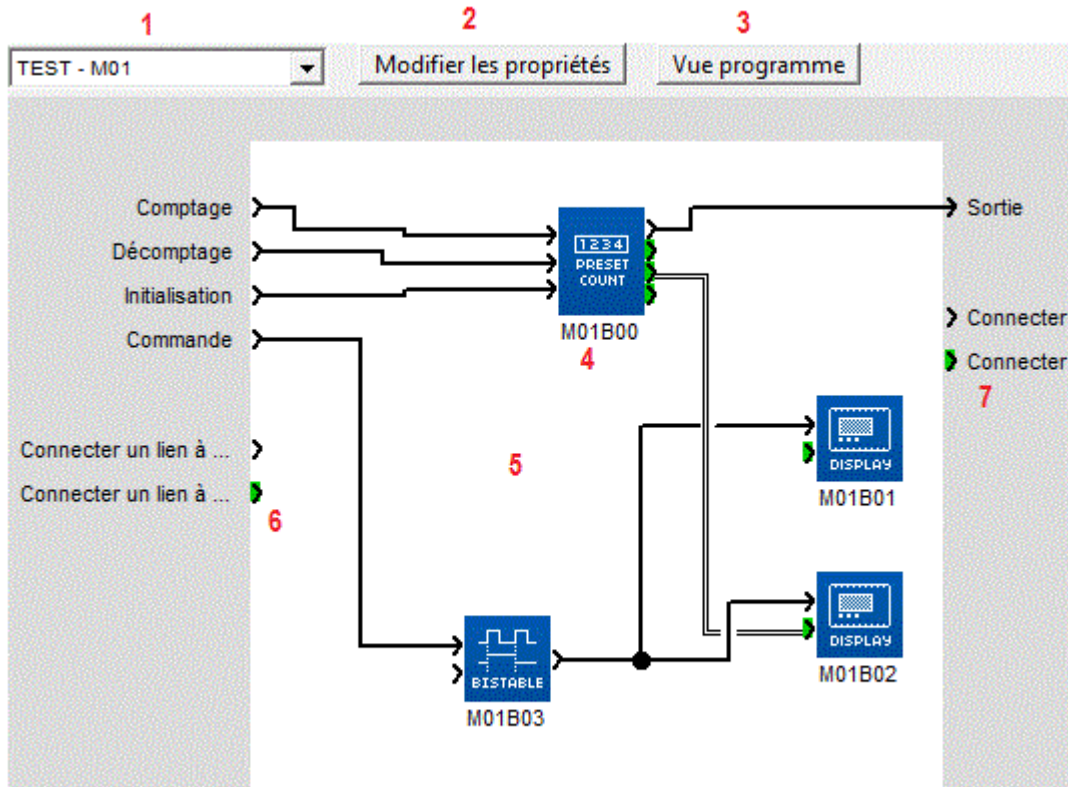 1
2
3
TEST - M01
Modifier les propriétés
Vue programme
Comptage
Décomptage
Initialisation
Commande
Connecter un lien à ...
Connecter un lien à ...
6
1234
PRESET
COUNT
M01B00
4
5
BISTABLE
M01B03
DISPLAY
M01B01
DISPLAY
M01B02
Sortie
Connecter
Connecter
7